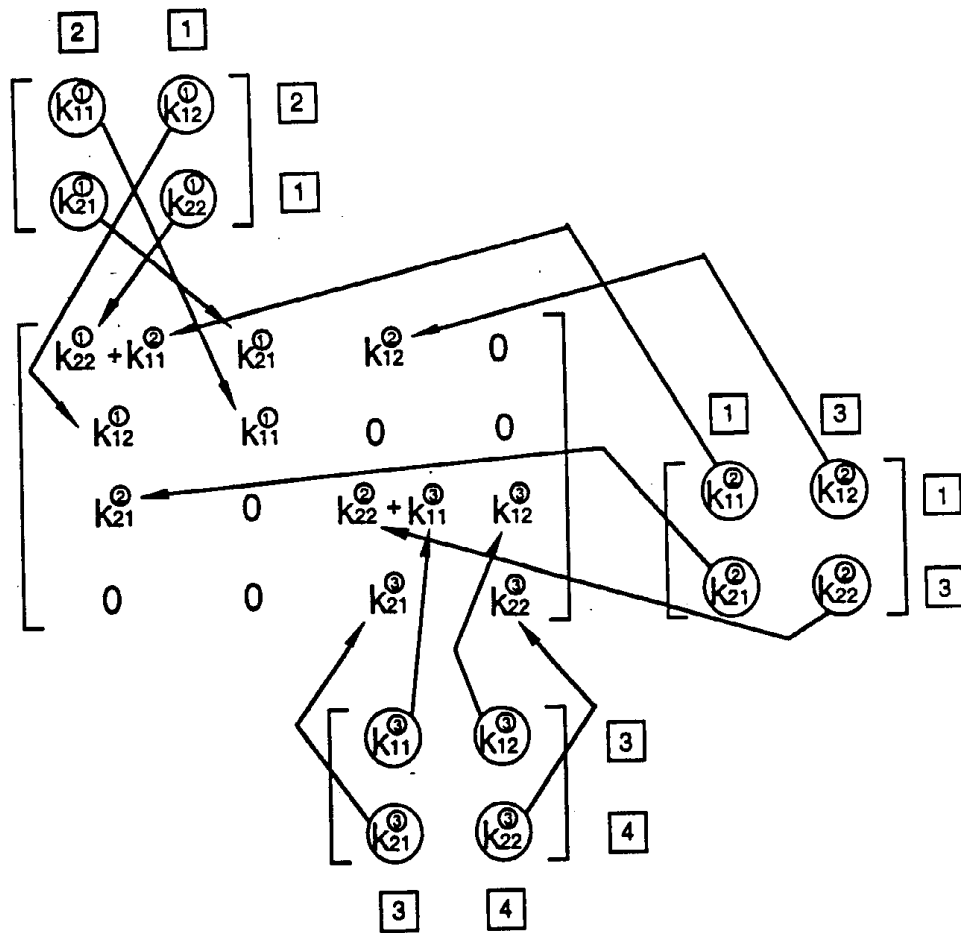 2 1
k11① k12① 2
k21① k22① 1
k22① + k11② k21① k12② 0
k12① k11① 0 0
k21② 0 k22② + k11③ k12③
0 0 k21③ k22③
1 3
k11② k12② 1
k21② k22② 3
k11③ k12③ 3
k21③ k22③ 4
3 4